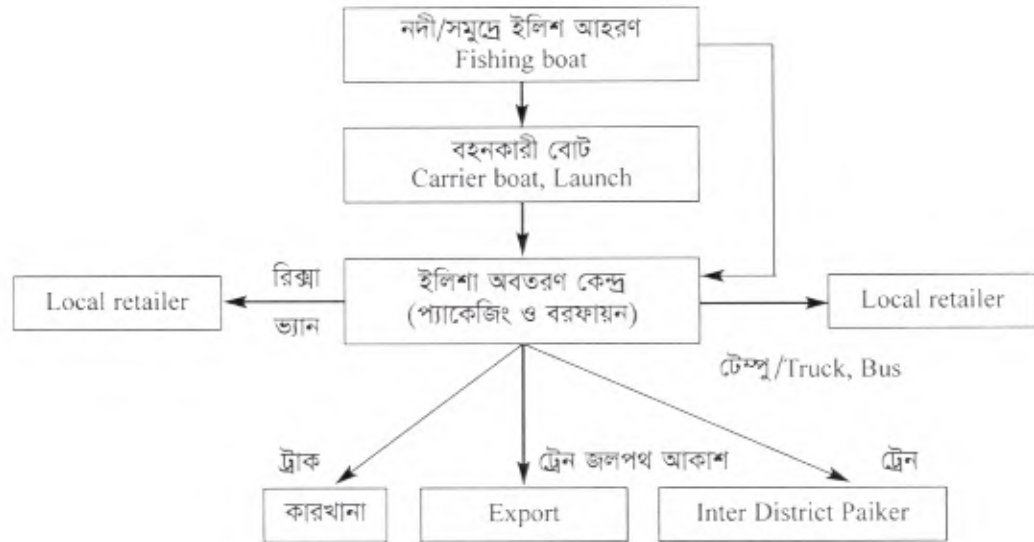 নদী/সমুদ্রে ইলিশ আহরণ
Fishing boat
বহনকারী বোট
Carrier boat, Launch
রিক্সা
ভ্যান
Local retailer
ইলিশা অবতরণ কেন্দ্র
(প্যাকেজিং ও বরফায়ন)
Local retailer
টেম্পু/Truck, Bus
ট্রাক
ট্রেন জলপথ আকাশ
ট্রেন
কারখানা
Export
Inter District Paiker